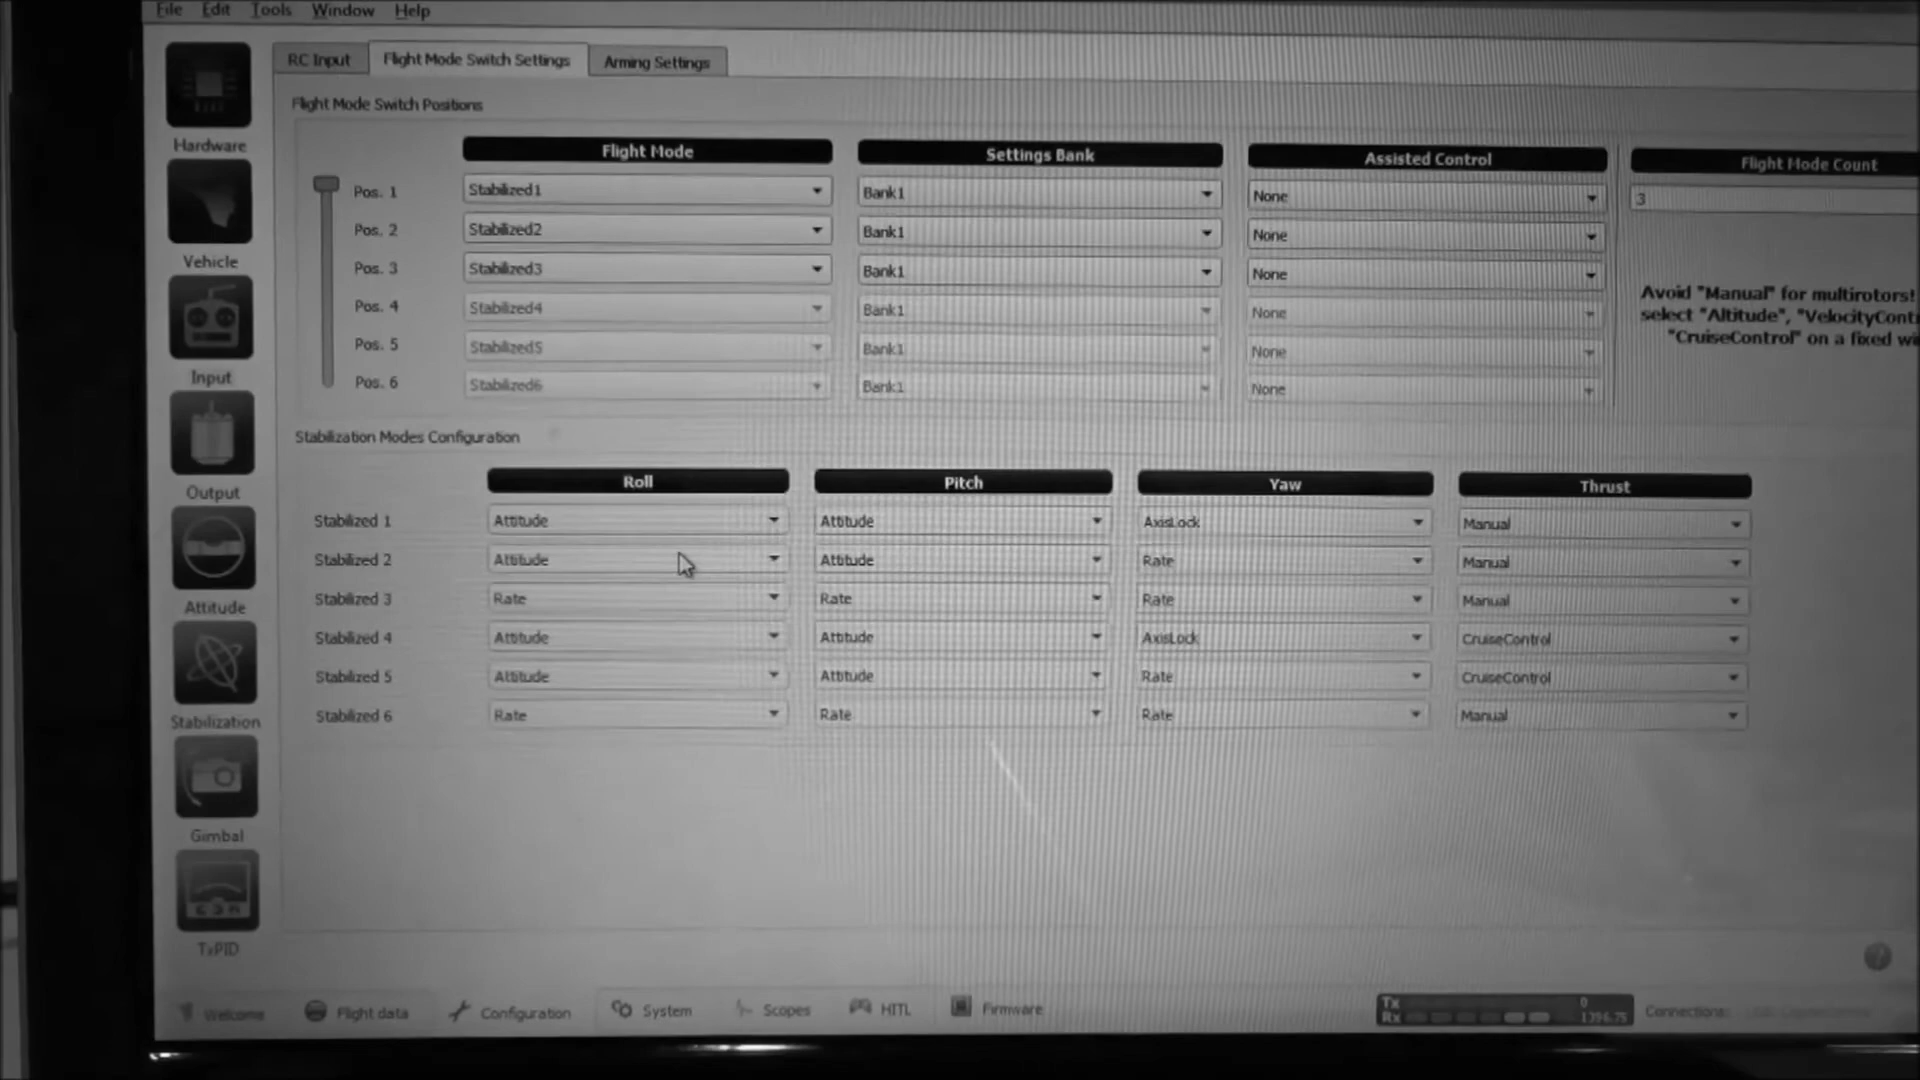 File Edit Tools Window Help
RC Input Flight Mode Switch Settings Arming Settings
Flight Mode Switch Positions
Flight Mode Settings Bank Assisted Control Flight Mode Count
Pos. 1 Stabilized1 Bank1 None 3
Pos. 2 Stabilized2 Bank1 None
Pos. 3 Stabilized3 Bank1 None
Pos. 4 Stabilized4 Bank1 None
Pos. 5 Stabilized5 Bank1 None
Pos. 6 Stabilized6 Bank1 None
Avoid "Manual" for multirotors!
select "Altitude", "VelocityCont
"CruiseControl" on a fixed wi
Stabilization Modes Configuration
Roll Pitch Yaw Thrust
Stabilized 1 Attitude Attitude AxisLock Manual
Stabilized 2 Attitude Attitude Rate Manual
Stabilized 3 Rate Rate Rate Manual
Stabilized 4 Attitude Attitude AxisLock CruiseControl
Stabilized 5 Attitude Attitude Rate CruiseControl
Stabilized 6 Rate Rate Rate Manual
Hardware
Vehicle
Input
Output
Attitude
Stabilization
Gimbal
TxPID
Welcome Flight data Configuration System Scopes HITL Firmware
Tx 0
Rx 1396.75
Connections: